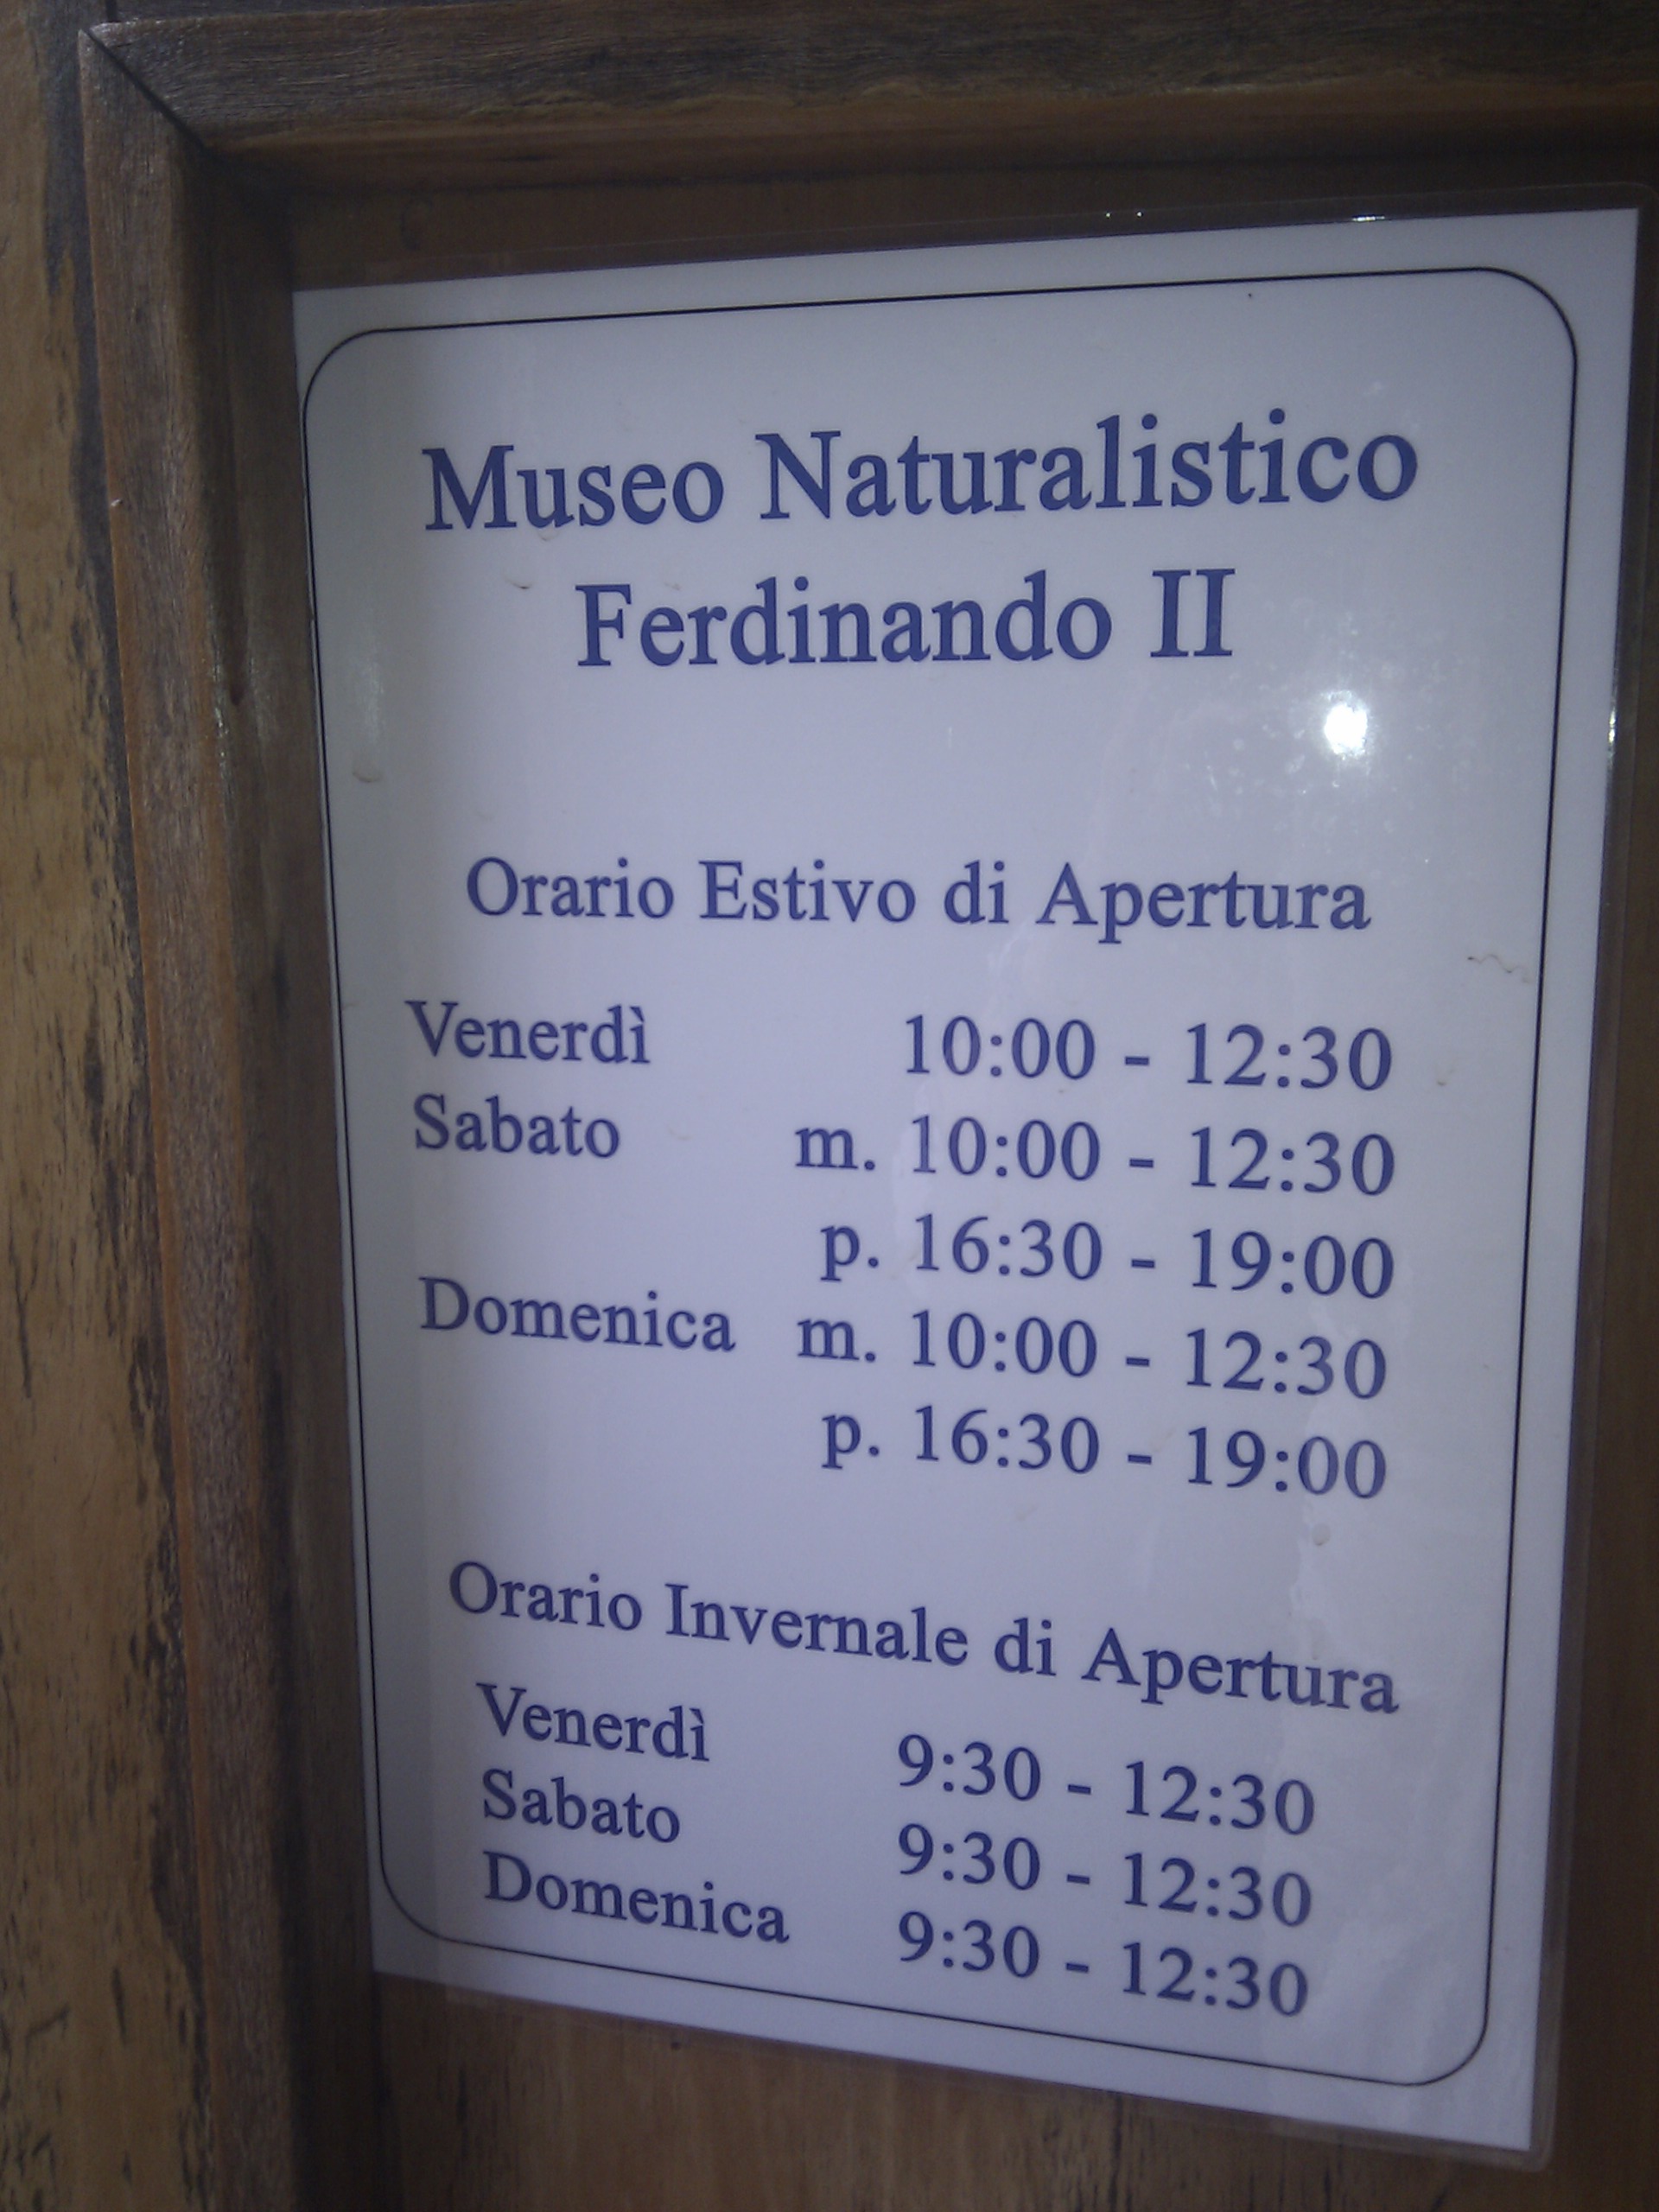 Museo Naturalistico
Ferdinando II
Orario Estivo di Apertura
Venerdì 10:00 - 12:30
Sabato m. 10:00 - 12:30
p. 16:30 - 19:00
Domenica m. 10:00 - 12:30
p. 16:30 - 19:00
Orario Invernale di Apertura
Venerdì 9:30 - 12:30
Sabato 9:30 - 12:30
Domenica 9:30 - 12:30